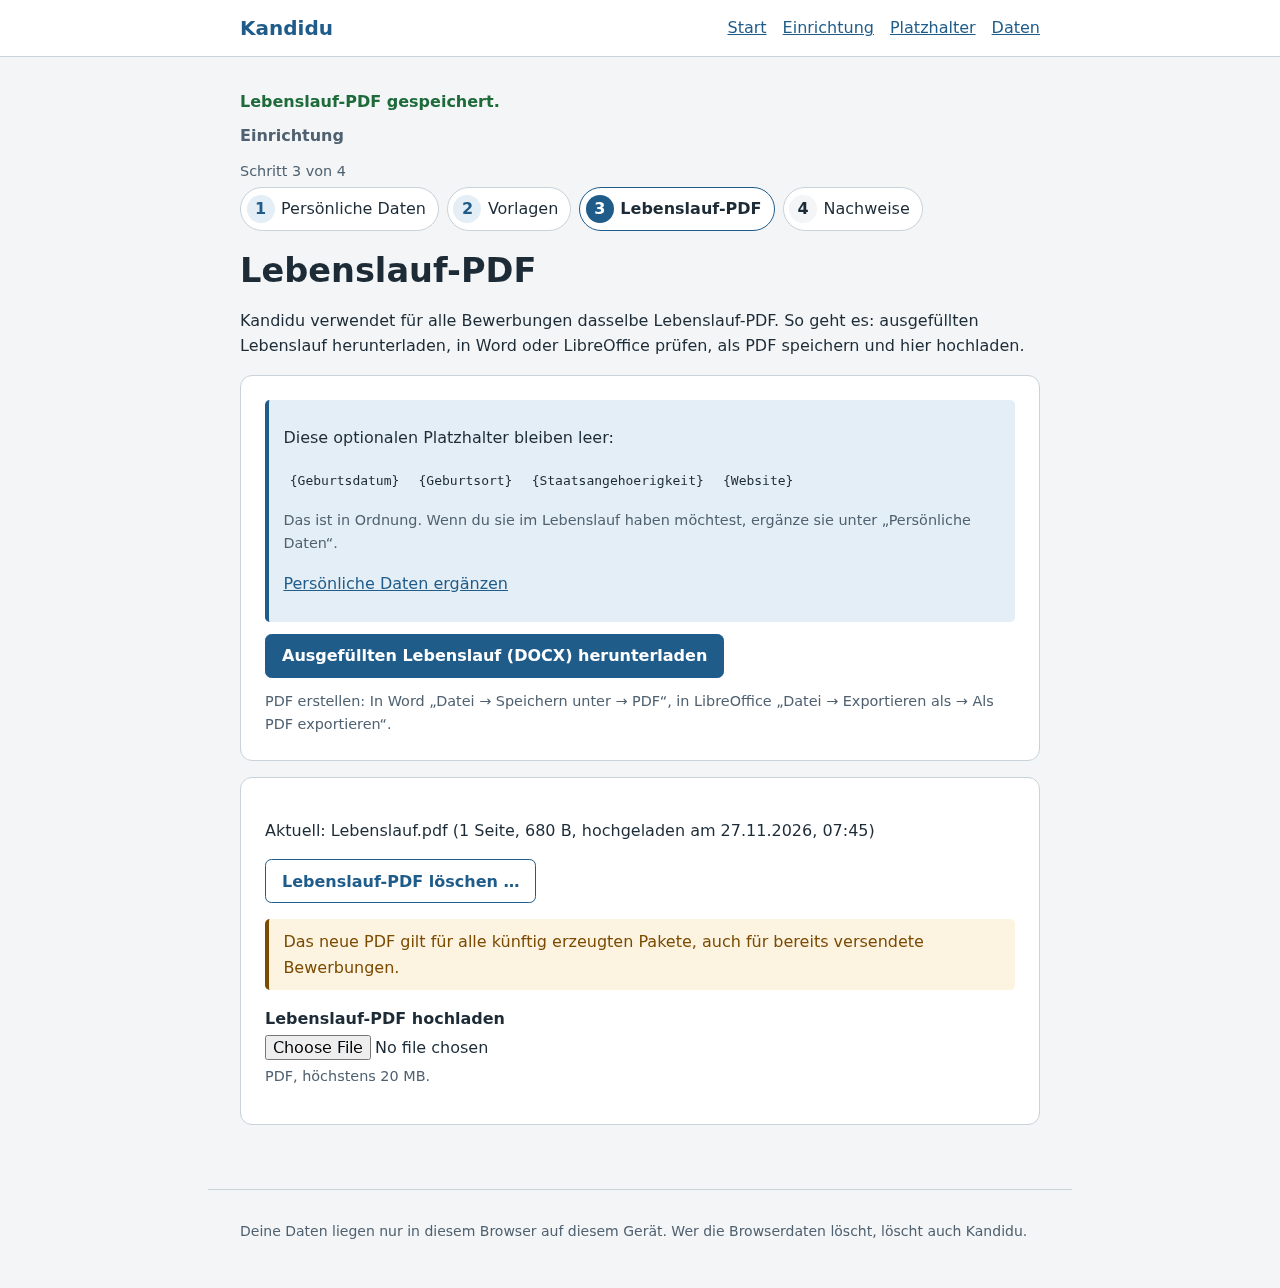 Kandidu
Start Einrichtung Platzhalter Daten
Lebenslauf-PDF gespeichert.
Einrichtung
Schritt 3 von 4
1 Persönliche Daten 2 Vorlagen 3 Lebenslauf-PDF 4 Nachweise
Lebenslauf-PDF
Kandidu verwendet für alle Bewerbungen dasselbe Lebenslauf-PDF. So geht es: ausgefüllten
Lebenslauf herunterladen, in Word oder LibreOffice prüfen, als PDF speichern und hier hochladen.
Diese optionalen Platzhalter bleiben leer:
{Geburtsdatum} {Geburtsort} {Staatsangehoerigkeit} {Website}
Das ist in Ordnung. Wenn du sie im Lebenslauf haben möchtest, ergänze sie unter „Persönliche
Daten“.
Persönliche Daten ergänzen
Ausgefüllten Lebenslauf (DOCX) herunterladen
PDF erstellen: In Word „Datei → Speichern unter → PDF“, in LibreOffice „Datei → Exportieren als → Als
PDF exportieren“.
Aktuell: Lebenslauf.pdf (1 Seite, 680 B, hochgeladen am 27.11.2026, 07:45)
Lebenslauf-PDF löschen …
Das neue PDF gilt für alle künftig erzeugten Pakete, auch für bereits versendete
Bewerbungen.
Lebenslauf-PDF hochladen
Choose File No file chosen
PDF, höchstens 20 MB.
Deine Daten liegen nur in diesem Browser auf diesem Gerät. Wer die Browserdaten löscht, löscht auch Kandidu.